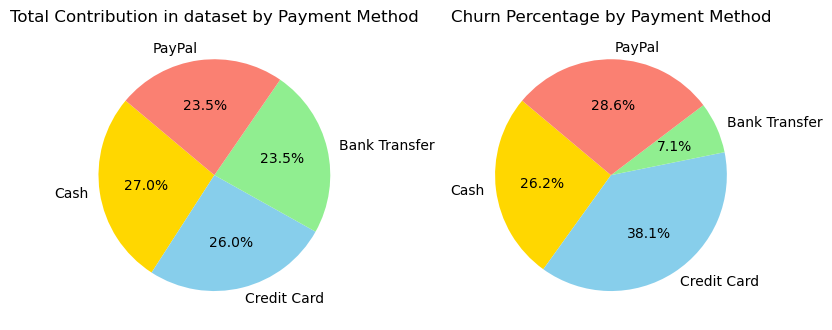 Total Contribution in dataset by Payment Method
PayPal
23.5%
Bank Transfer
23.5%
Cash
27.0%
26.0%
Credit Card
Churn Percentage by Payment Method
PayPal
28.6%
Bank Transfer
7.1%
Cash
26.2%
38.1%
Credit Card